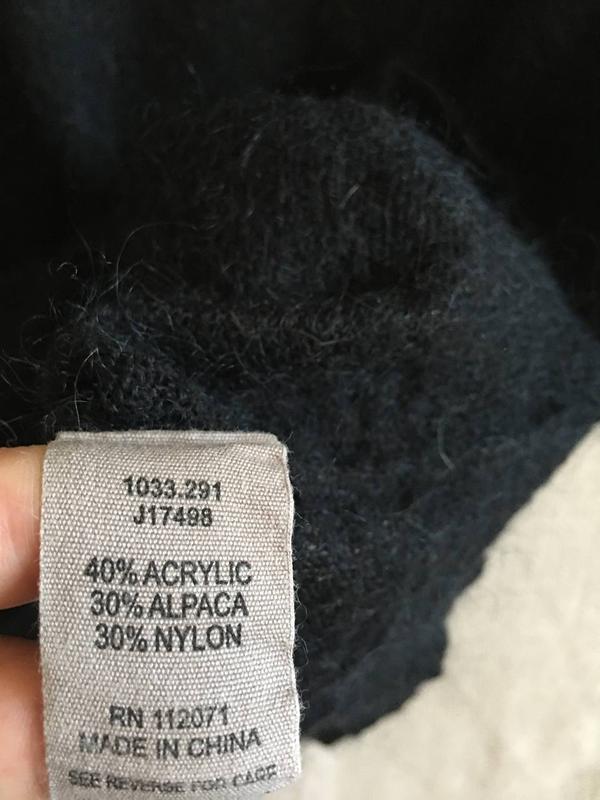 1033.291
J17498
40% ACRYLIC
30% ALPACA
30% NYLON
RN 112071
MADE IN CHINA
SEE REVERSE FOR CARE